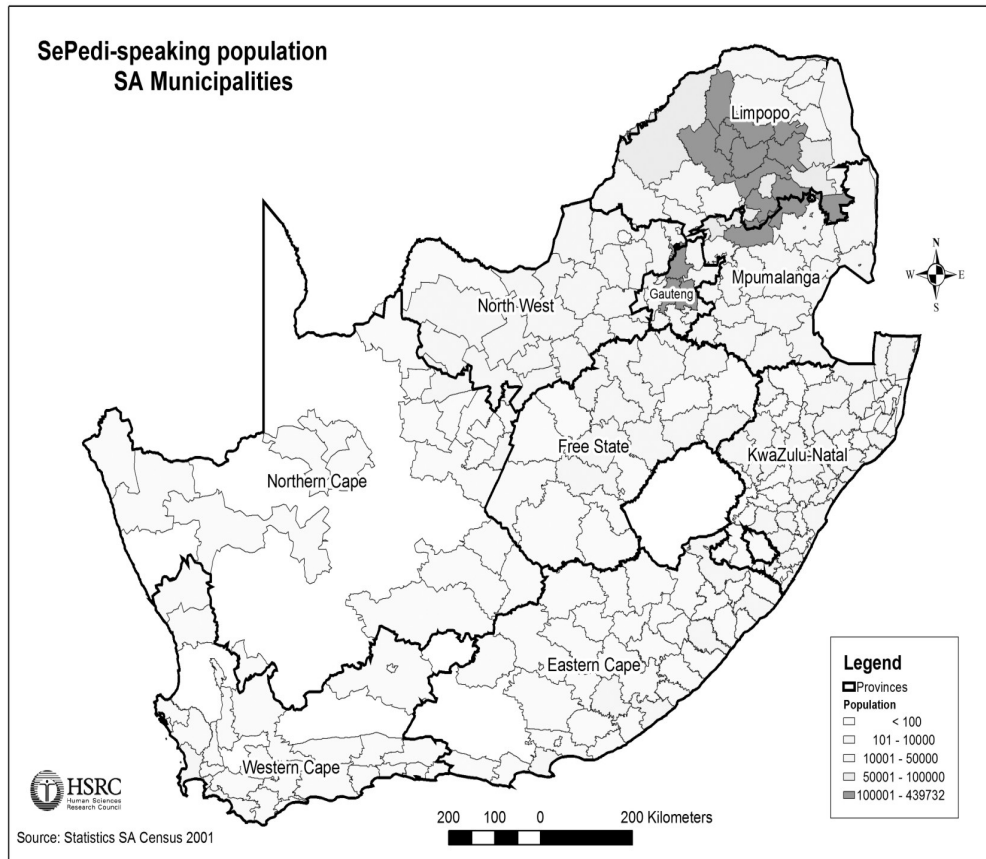 SePedi-speaking population
SA Municipalities
Limpopo
Mpumalanga
Gauteng
North West
N
W E
S
Free State
KwaZulu-Natal
Northern Cape
Eastern Cape
Western Cape
Legend
Provinces
Population
< 100
101 - 10000
10001 - 50000
50001 - 100000
100001 - 439732
HSRC
Human Sciences
Research Council
200 100 0 200 Kilometers
Source: Statistics SA Census 2001